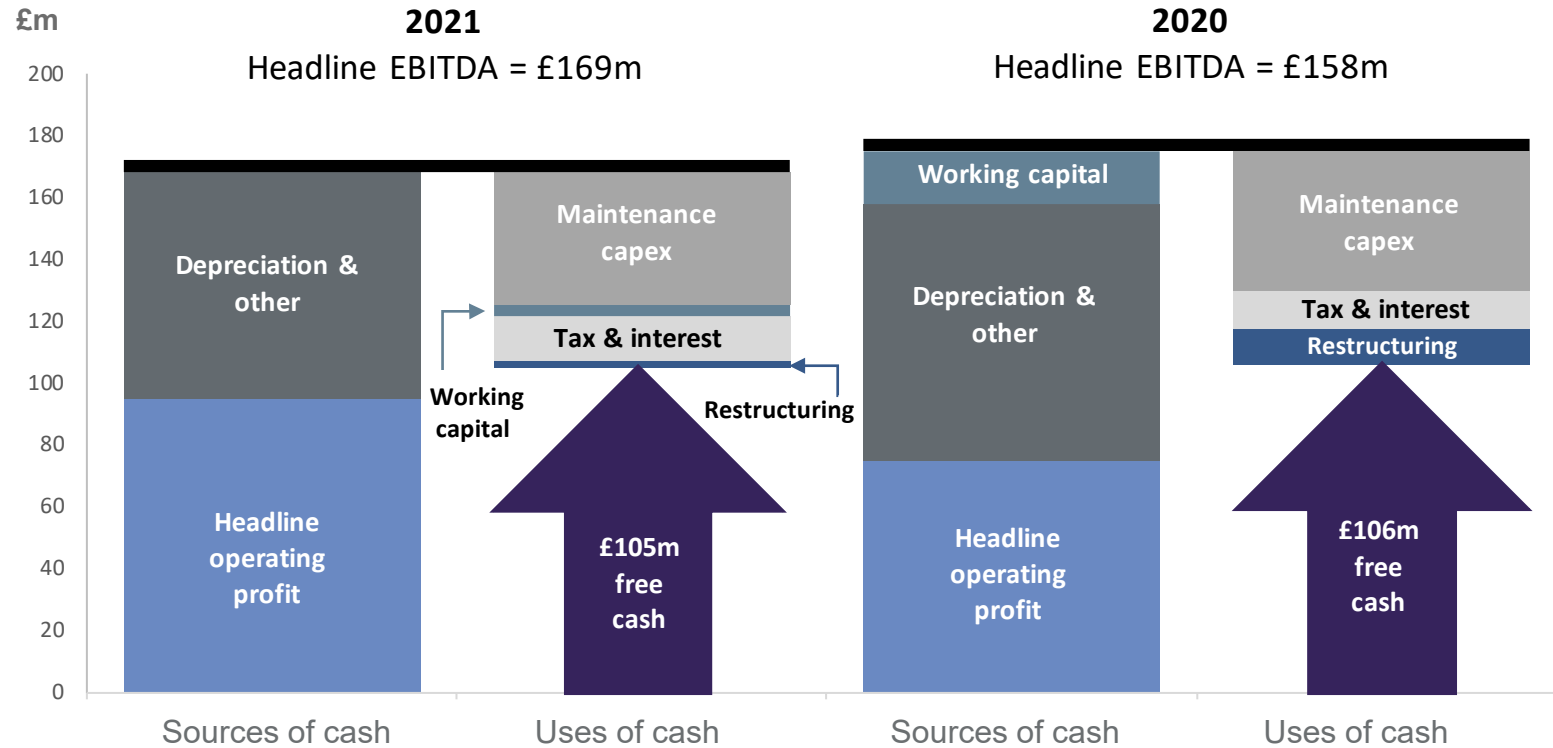 £m
2021
Headline EBITDA = £169m
2020
Headline EBITDA = £158m
200
180
160
140
120
100
80
60
40
20
0
Depreciation &
other
Headline
operating
profit
Maintenance
capex
Tax & interest
Working
capital
Restructuring
£105m
free
cash
Working capital
Depreciation &
other
Headline
operating
profit
Maintenance
capex
Tax & interest
Restructuring
£106m
free
cash
Sources of cash
Uses of cash
Sources of cash
Uses of cash